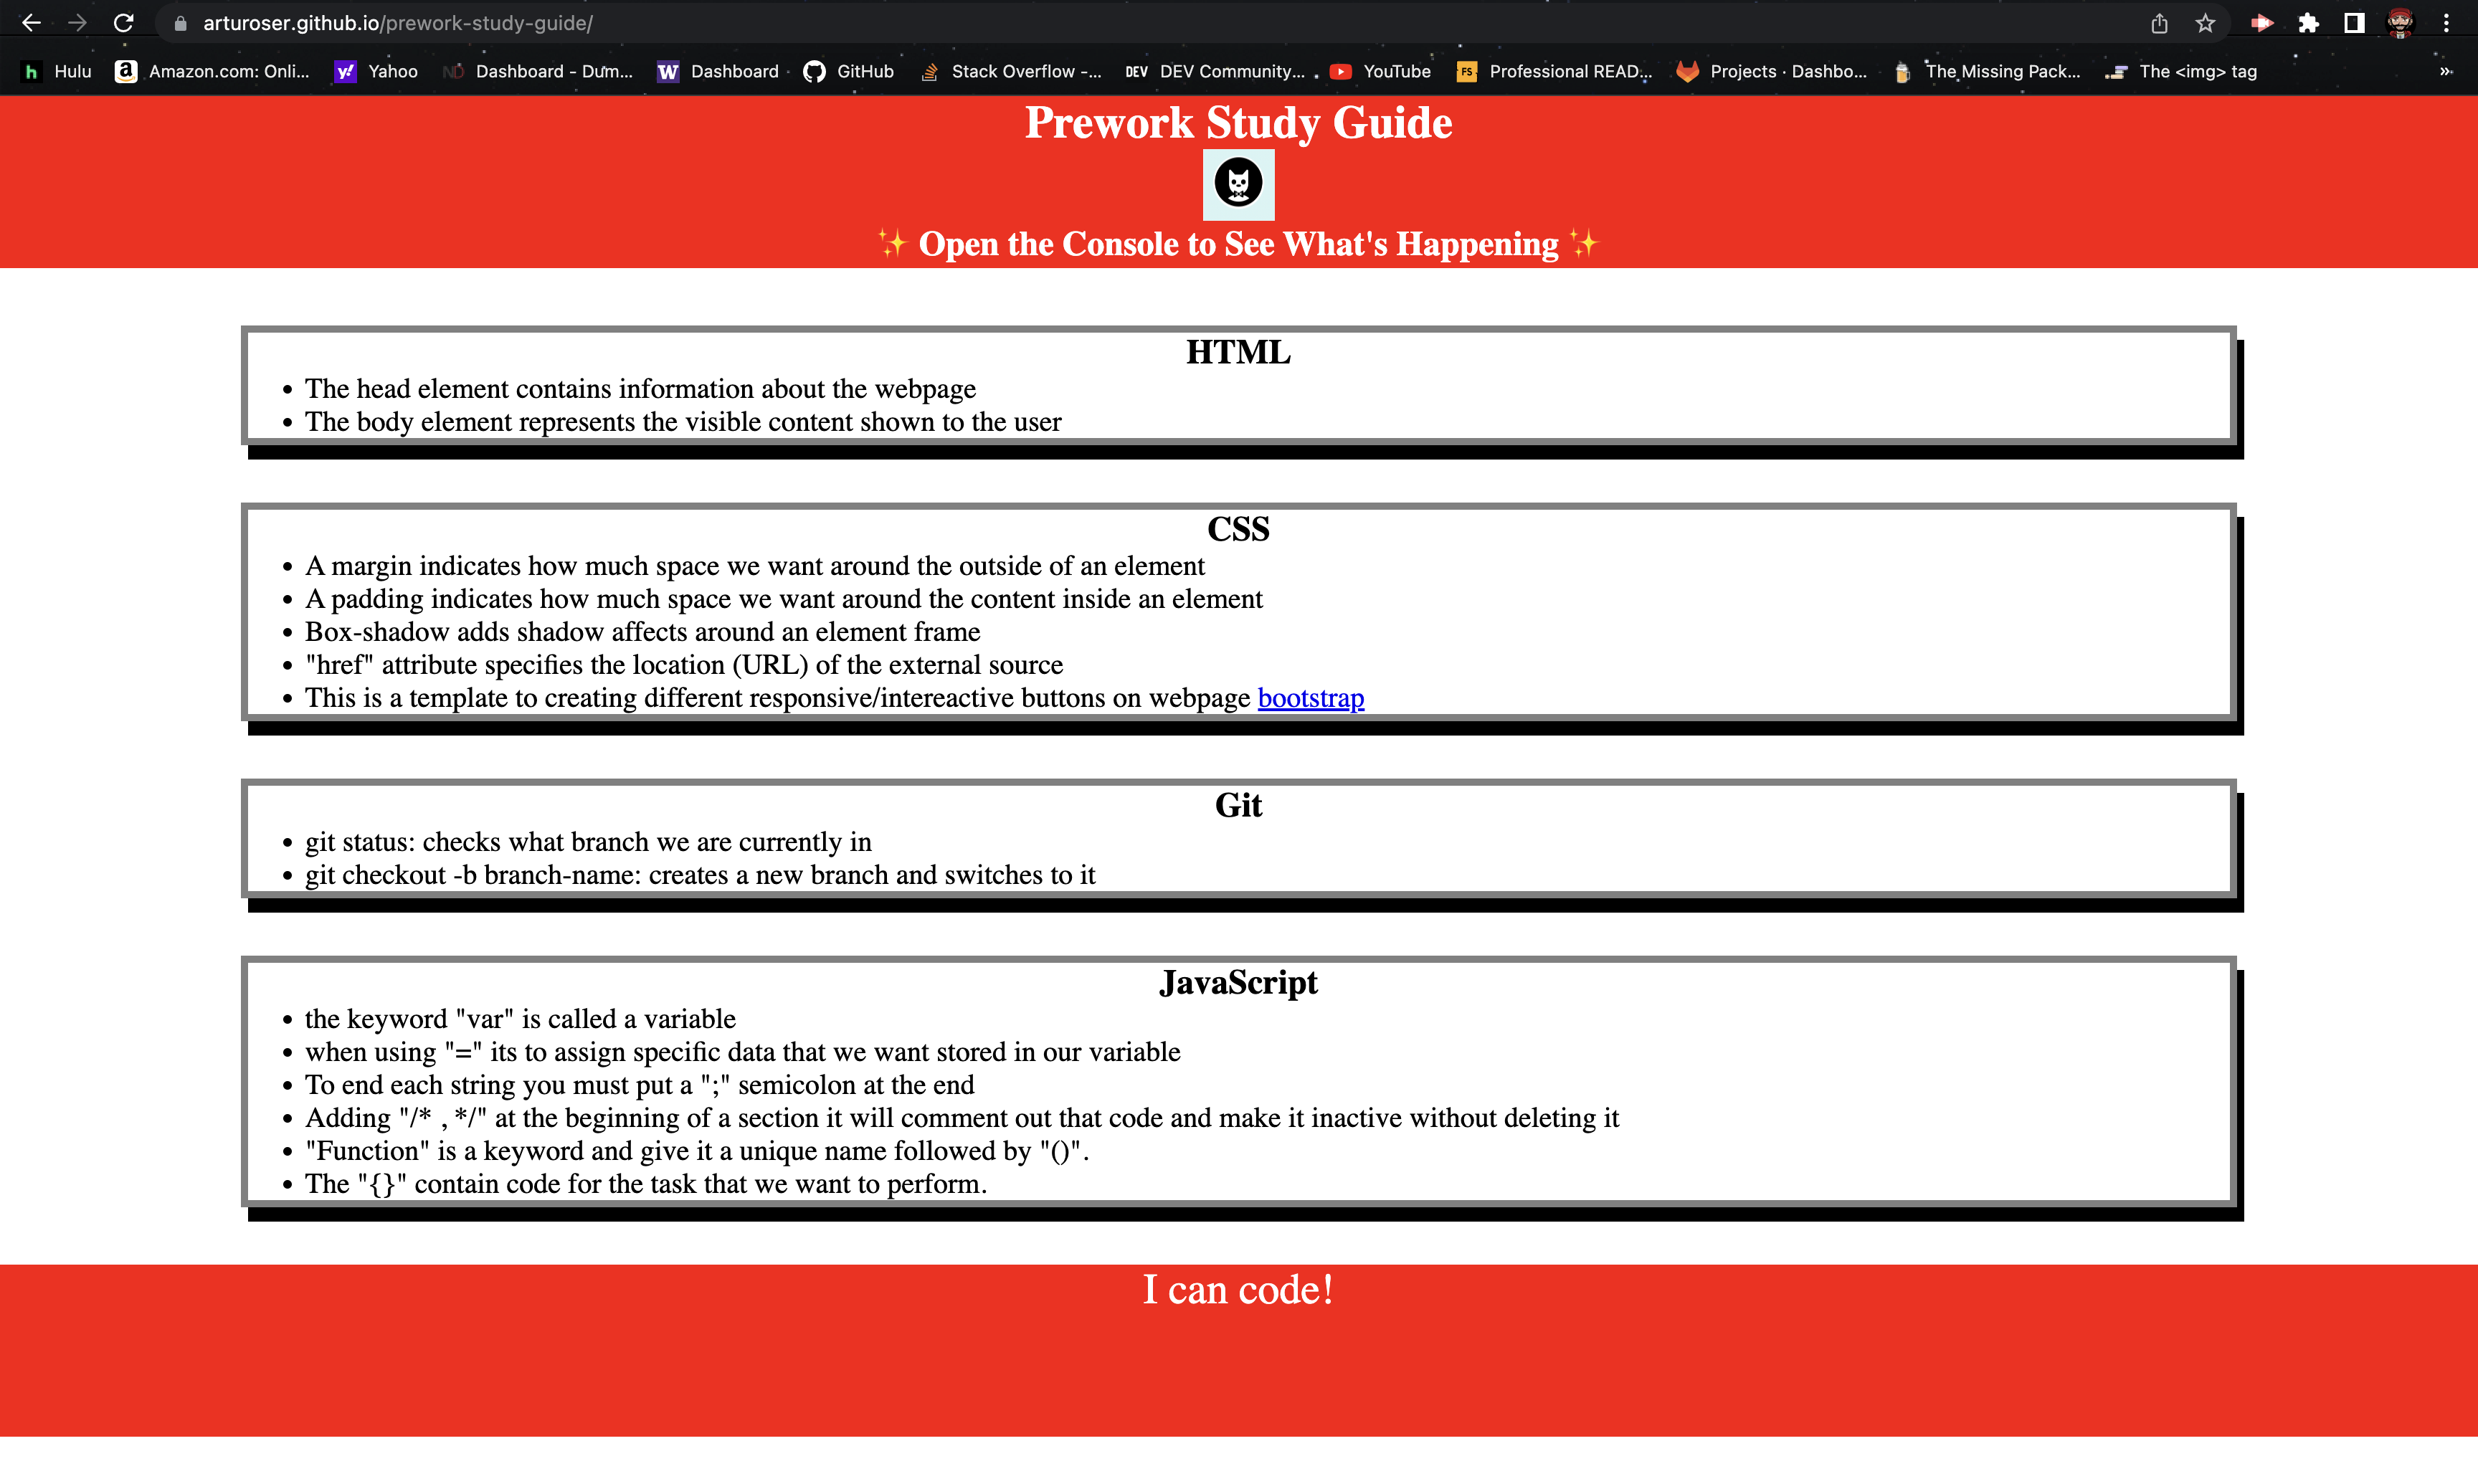 arturoser.github.io/prework-study-guide/
Hulu Amazon.com: Onli... Yahoo Dashboard - Dum... Dashboard GitHub Stack Overflow -... DEV Community... YouTube Professional READ... Projects · Dashbo... The Missing Pack... The <img> tag »
Prework Study Guide
✨ Open the Console to See What's Happening ✨
HTML
• The head element contains information about the webpage
• The body element represents the visible content shown to the user
CSS
• A margin indicates how much space we want around the outside of an element
• A padding indicates how much space we want around the content inside an element
• Box-shadow adds shadow affects around an element frame
• "href" attribute specifies the location (URL) of the external source
• This is a template to creating different responsive/intereactive buttons on webpage bootstrap
Git
• git status: checks what branch we are currently in
• git checkout -b branch-name: creates a new branch and switches to it
JavaScript
• the keyword "var" is called a variable
• when using "=" its to assign specific data that we want stored in our variable
• To end each string you must put a ";" semicolon at the end
• Adding "/* , */" at the beginning of a section it will comment out that code and make it inactive without deleting it
• "Function" is a keyword and give it a unique name followed by "()".
• The "{}" contain code for the task that we want to perform.
I can code!